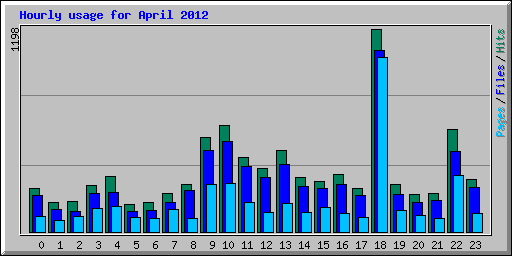 Hourly usage for April 2012
1198
Pages / Files / Hits
0 1 2 3 4 5 6 7 8 9 10 11 12 13 14 15 16 17 18 19 20 21 22 23